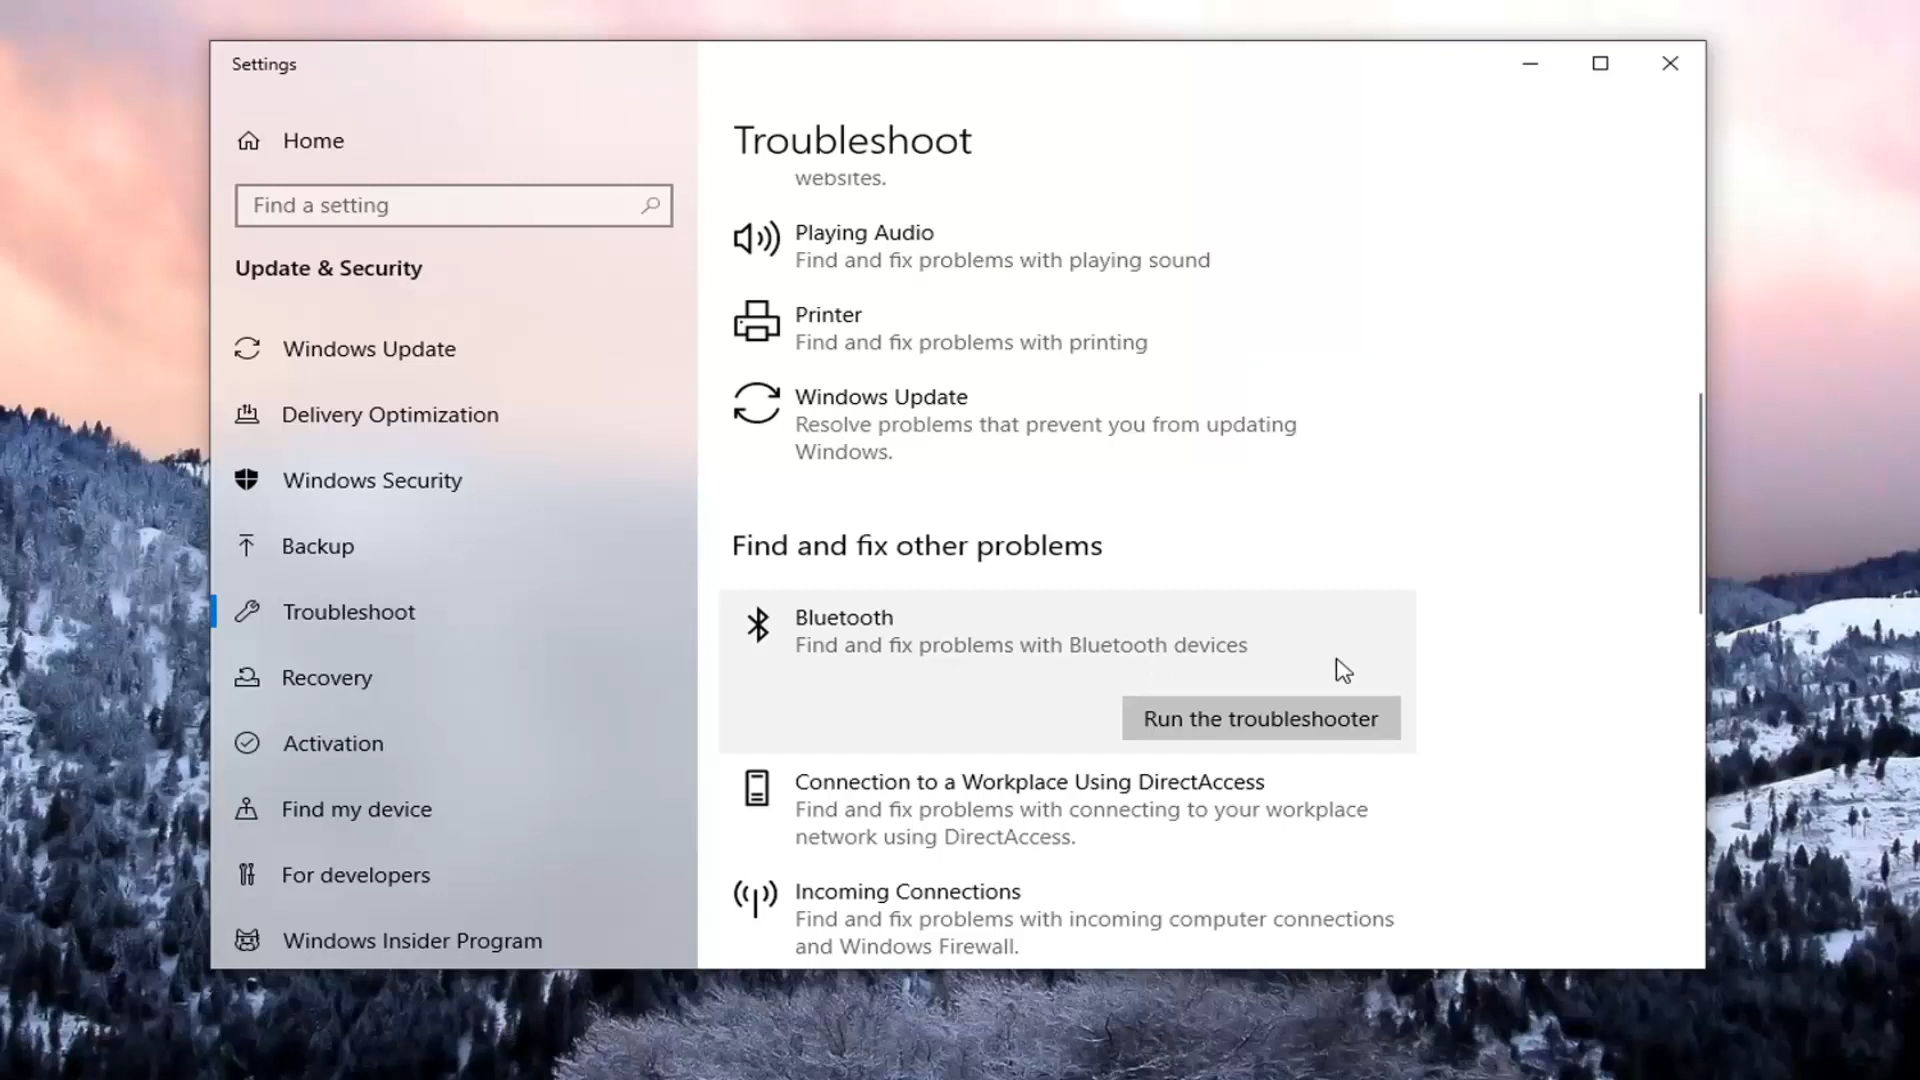 Settings
Home
Find a setting
Update & Security
Windows Update
Delivery Optimization
Windows Security
Backup
Troubleshoot
Recovery
Activation
Find my device
For developers
Windows Insider Program
Troubleshoot
websites.
Playing Audio
Find and fix problems with playing sound
Printer
Find and fix problems with printing
Windows Update
Resolve problems that prevent you from updating
Windows.
Find and fix other problems
Bluetooth
Find and fix problems with Bluetooth devices
Run the troubleshooter
Connection to a Workplace Using DirectAccess
Find and fix problems with connecting to your workplace
network using DirectAccess.
Incoming Connections
Find and fix problems with incoming computer connections
and Windows Firewall.